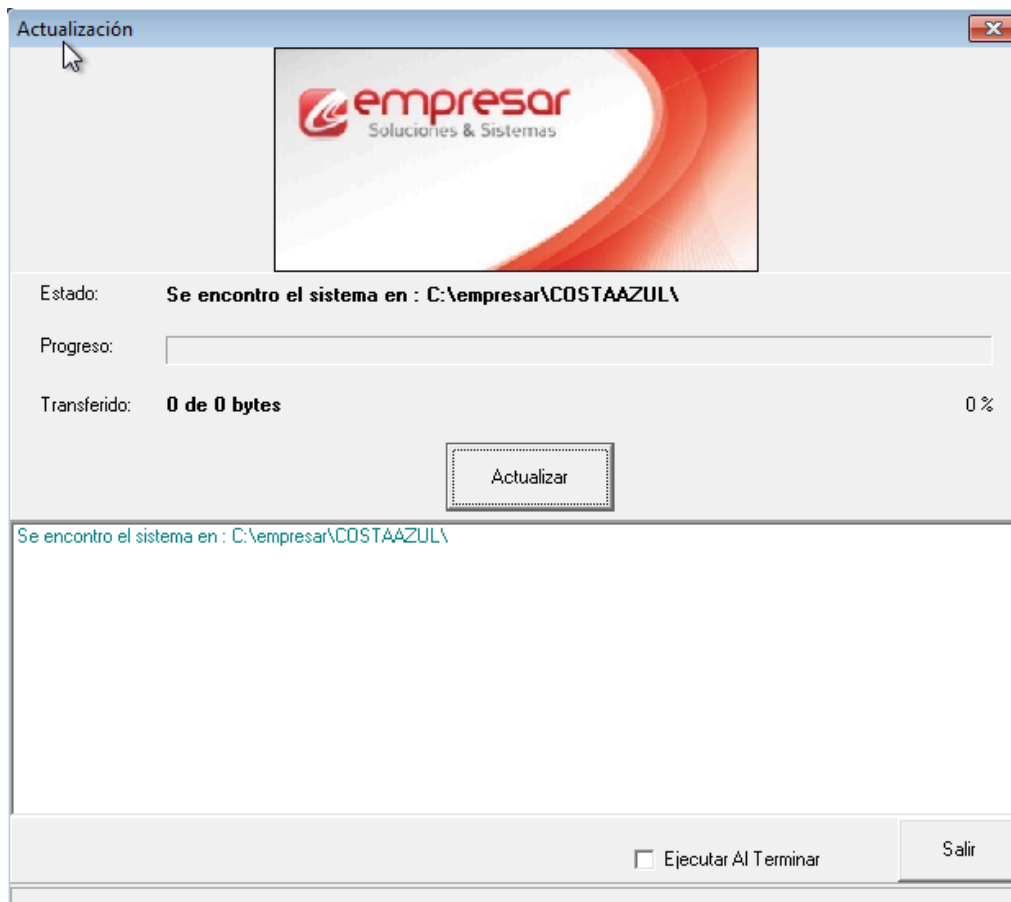 Actualización
empresar
Soluciones & Sistemas
Estado: Se encontro el sistema en : C:\empresar\COSTAAZUL\
Progreso:
Transferido: 0 de 0 bytes 0 %
Actualizar
Se encontro el sistema en : C:\empresar\COSTAAZUL\
Ejecutar Al Terminar
Salir